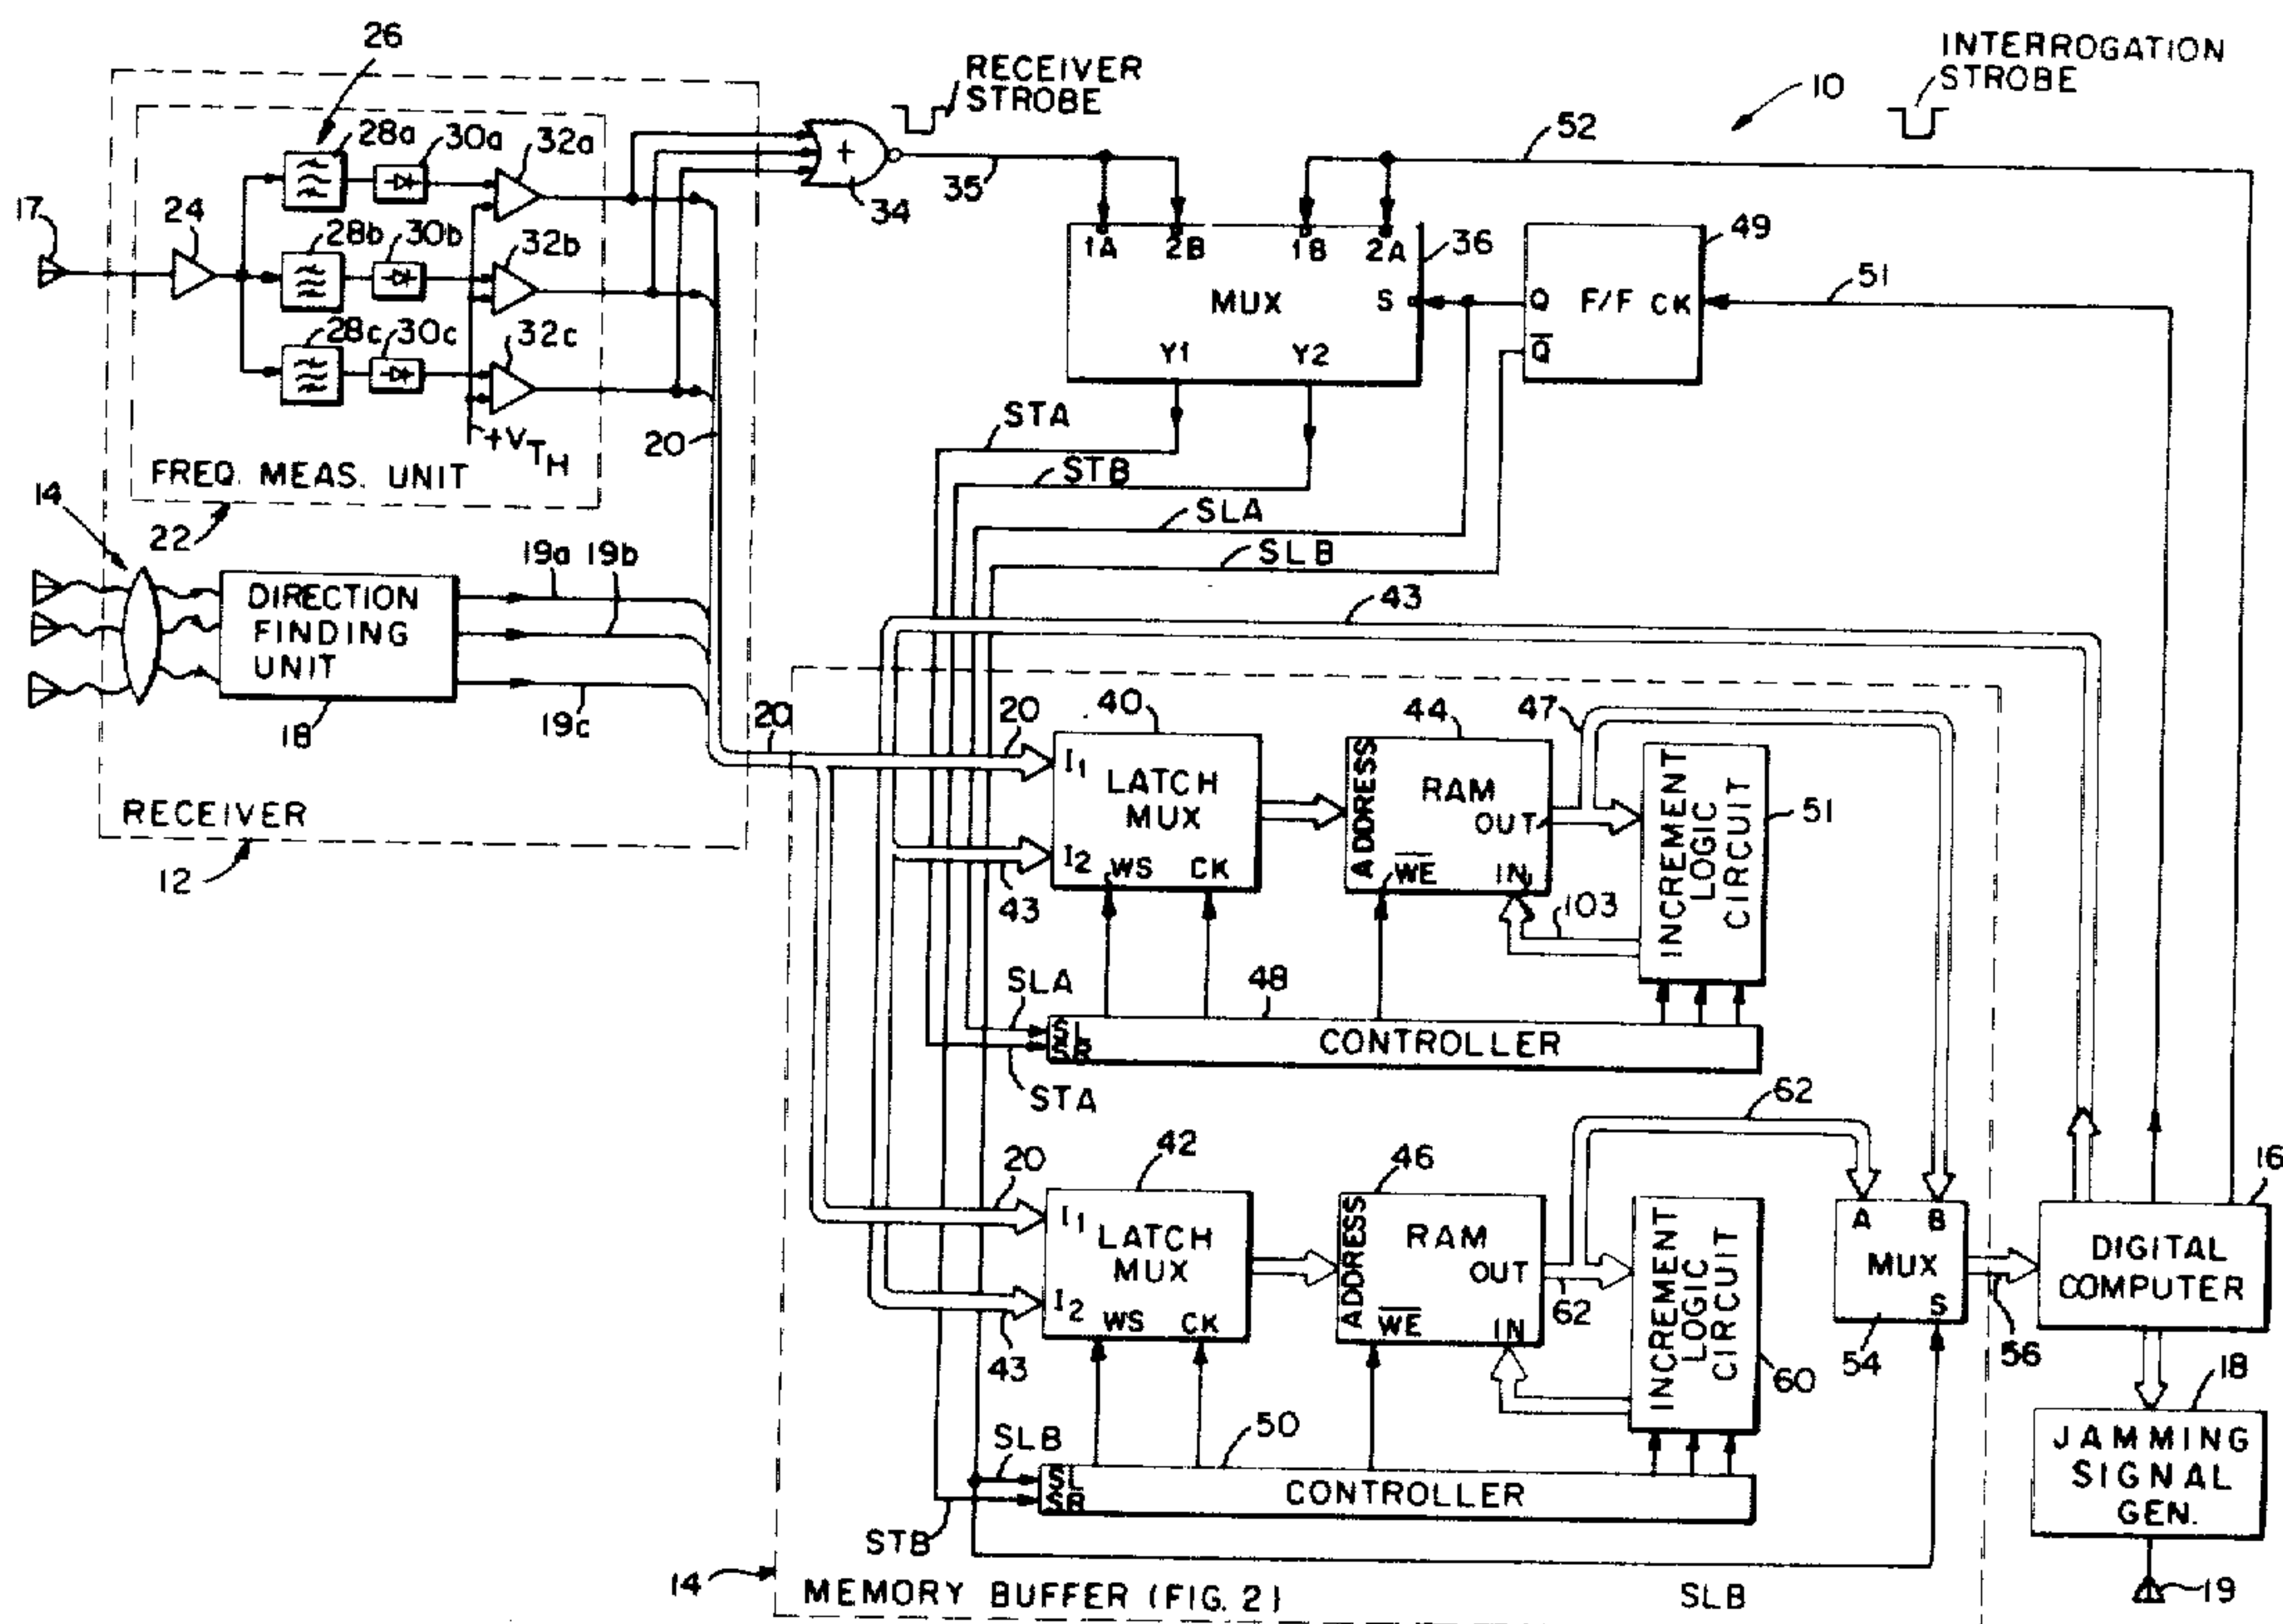 26
RECEIVER
STROBE
INTERROGATION
STROBE
10
28a
30a
32a
+
34
35
52
17
24
28b
30b
32b
1A 2B 1B 2A
36
49
51
MUX
S
Q F/F CK
Q̅
28c
30c
32c
Y1 Y2
+VTH
20
STA
FREQ. MEAS. UNIT
STB
14
22
SLA
SLB
19a 19b
43
DIRECTION
FINDING
UNIT
18
19c
20
20
40
44
47
I1
LATCH
MUX
I2
WS CK
43
ADDRESS
RAM
OUT
W̅E̅
IN
INCREMENT
LOGIC
CIRCUIT
51
103
RECEIVER
12
SLA
48
SL
SR
CONTROLLER
STA
62
20
42
46
16
I1
LATCH
MUX
I2
WS CK
43
ADDRESS
RAM
OUT
W̅E̅
IN
62
INCREMENT
LOGIC
CIRCUIT
60
A B
MUX
S
54
56
DIGITAL
COMPUTER
18
SLB
50
SL
SR
CONTROLLER
STB
JAMMING
SIGNAL
GEN.
14
MEMORY BUFFER (FIG. 2)
SLB
19